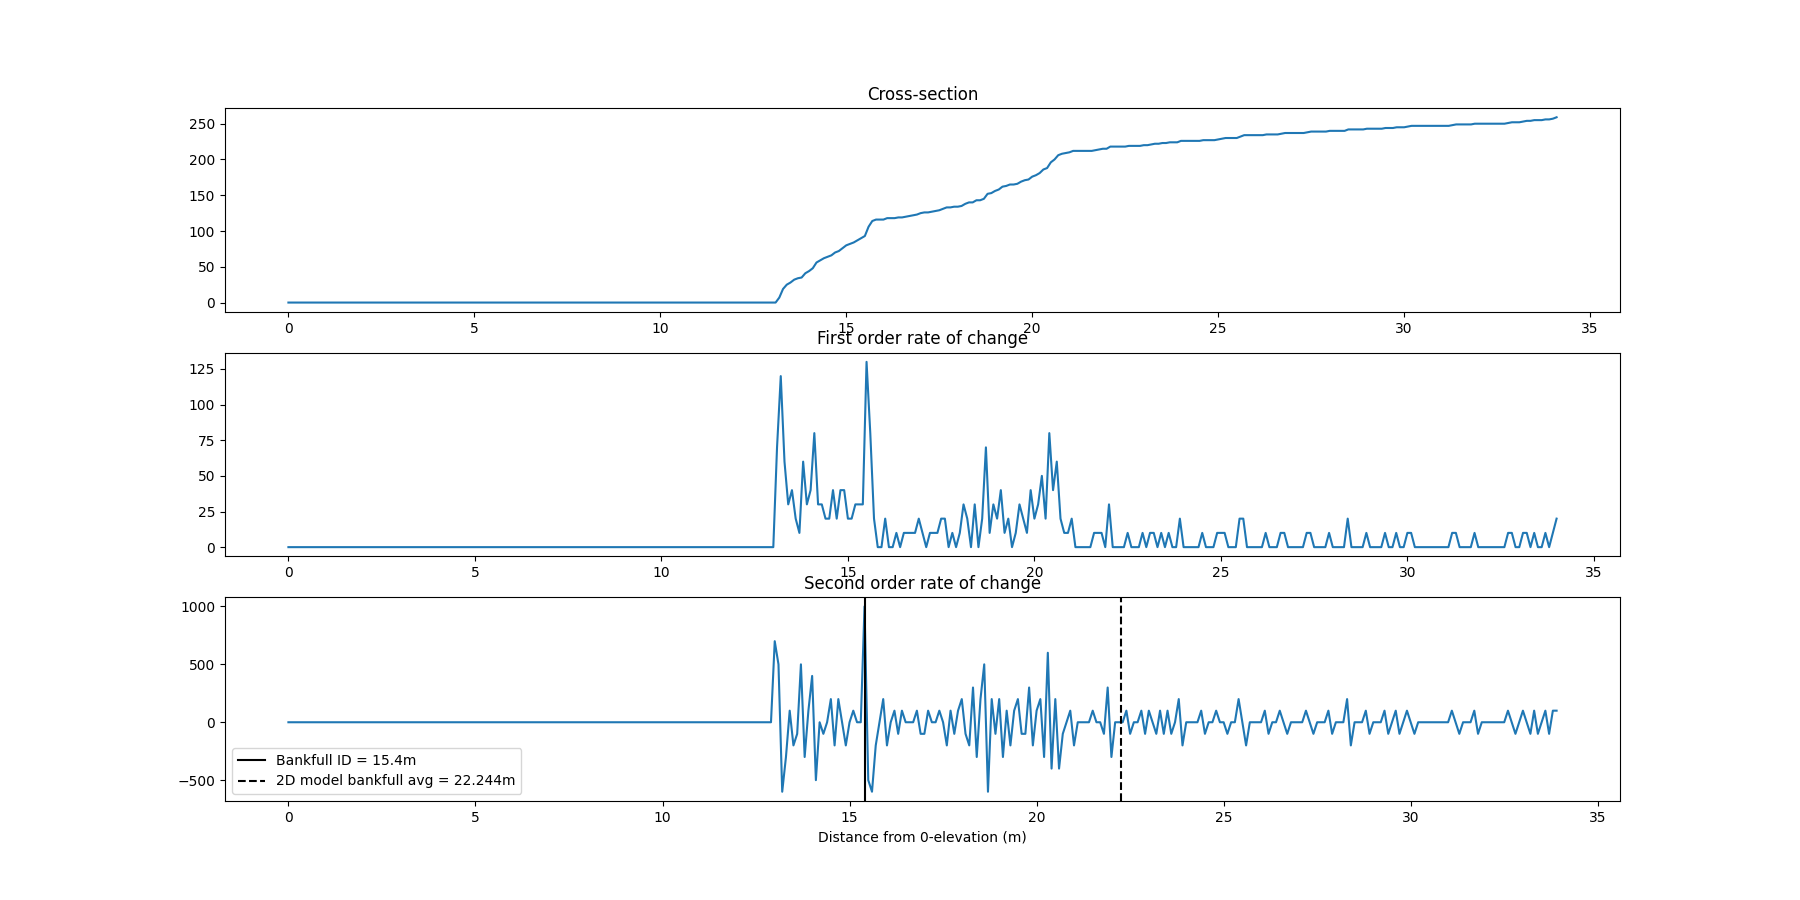 Cross-section
250
200
150
100
50
0
0 5 10 15 20 25 30 35
First order rate of change
125
100
75
50
25
0
0 5 10 15 20 25 30 35
Second order rate of change
1000
500
0
−500
Bankfull ID = 15.4m
2D model bankfull avg = 22.244m
0 5 10 15 20 25 30 35
Distance from 0-elevation (m)